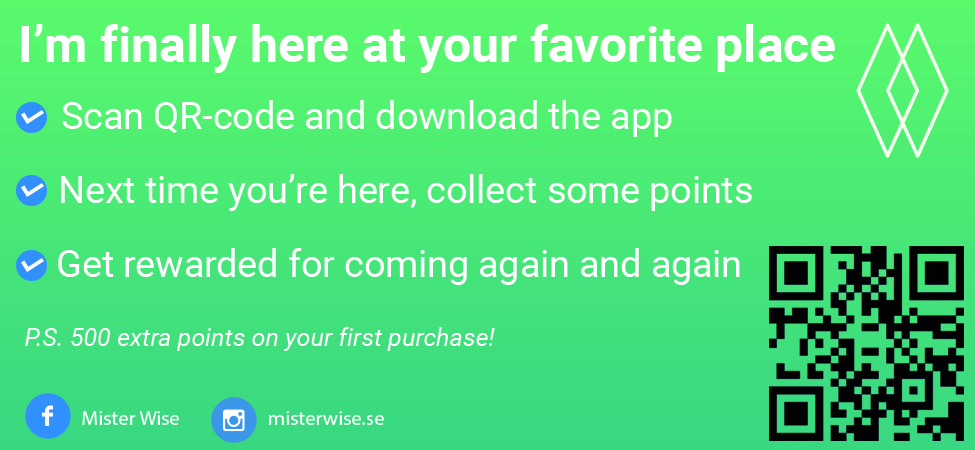 I’m finally here at your favorite place
Scan QR-code and download the app
Next time you’re here, collect some points
Get rewarded for coming again and again
P.S. 500 extra points on your first purchase!
Mister Wise
misterwise.se